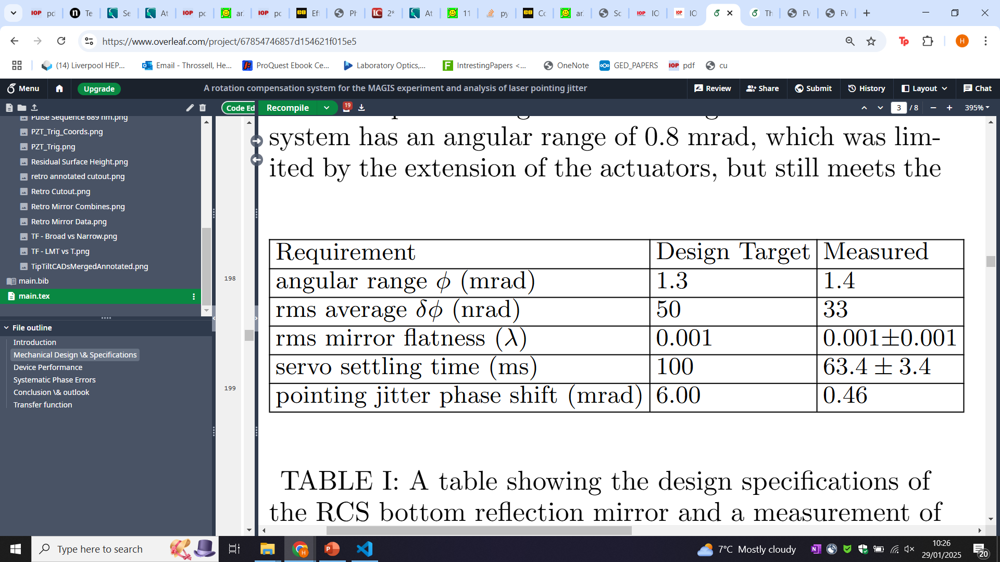 pd
Te
Se
At
pc
ar
pc
Eff
Ph
2*
At
11
py
Co
ar
Sc
IO
IO
Th
FV
FV
https://www.overleaf.com/project/67854746857d154621f015e5
H
(14) Liverpool HEP...
Email - Throssell, He...
ProQuest Ebook Ce...
Laboratory Optics,...
IntrestingPapers <...
OneNote
GED_PAPERS
pdf
cu
Menu
Upgrade
A rotation compensation system for the MAGIS experiment and analysis of laser pointing jitter
Review
Share
Submit
History
Layout
Chat
Code Ed
Recompile
19
3 / 8
395%
Pulse Sequence 689 nm.png
PZT_Trig_Coords.png
PZT_Trig.png
Residual Surface Height.png
retro annotated cutout.png
Retro Cutout.png
Retro Mirror Combines.png
Retro Mirror Data.png
TF - Broad vs Narrow.png
TF - LMT vs T.png
TipTiltCADsMergedAnnotated.png
main.bib
main.tex
File outline
Introduction
Mechanical Design \& Specifications
Device Performance
Systematic Phase Errors
Conclusion \& outlook
Transfer function
198
199
system has an angular range of 0.8 mrad, which was lim-
ited by the extension of the actuators, but still meets the
Requirement Design Target Measured
angular range ϕ (mrad) 1.3 1.4
rms average δϕ (nrad) 50 33
rms mirror flatness (λ) 0.001 0.001±0.001
servo settling time (ms) 100 63.4 ± 3.4
pointing jitter phase shift (mrad) 6.00 0.46
TABLE I: A table showing the design specifications of
the RCS bottom reflection mirror and a measurement of
Type here to search
7°C Mostly cloudy
10:26
29/01/2025
20